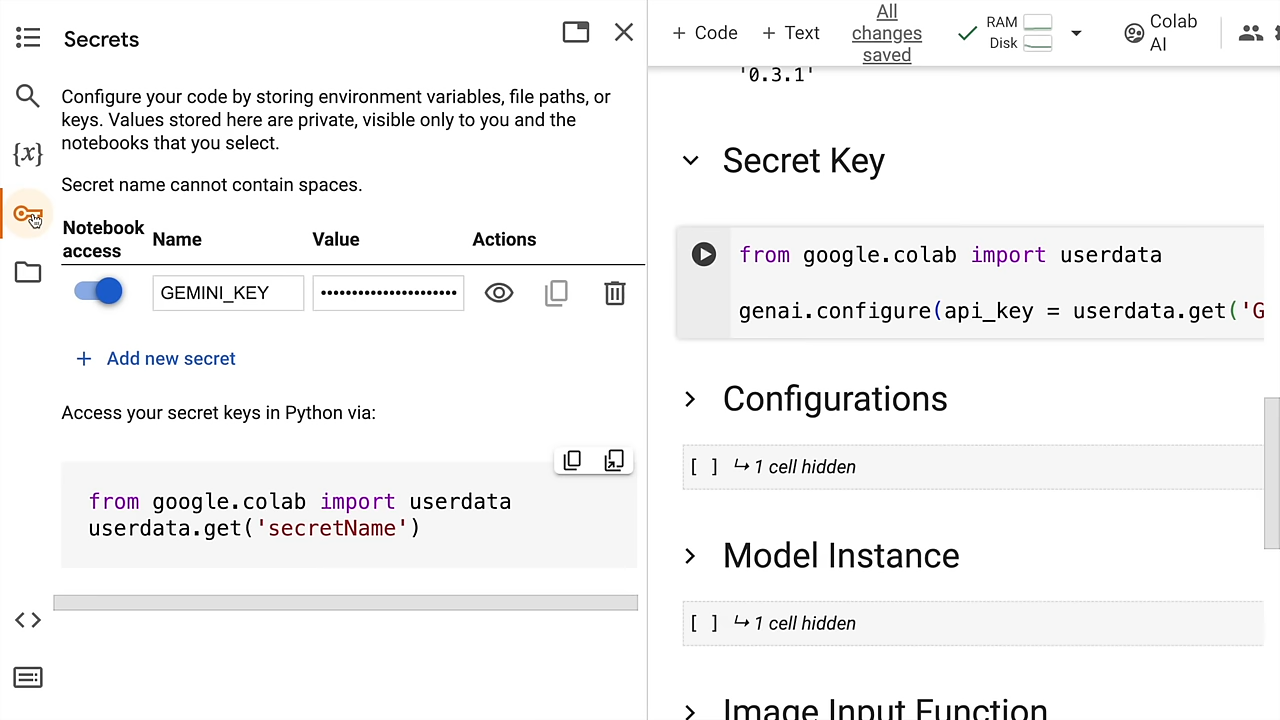 Secrets
Configure your code by storing environment variables, file paths, or
keys. Values stored here are private, visible only to you and the
notebooks that you select.
Secret name cannot contain spaces.
Notebook
access
Name
Value
Actions
GEMINI_KEY
••••••••••••••••••••••
+ Add new secret
Access your secret keys in Python via:
from google.colab import userdata
userdata.get('secretName')
+ Code
+ Text
All
changes
saved
RAM
Disk
Colab
AI
'0.3.1'
Secret Key
from google.colab import userdata
genai.configure(api_key = userdata.get('G
Configurations
[ ] ↳ 1 cell hidden
Model Instance
[ ] ↳ 1 cell hidden
Image Input Function